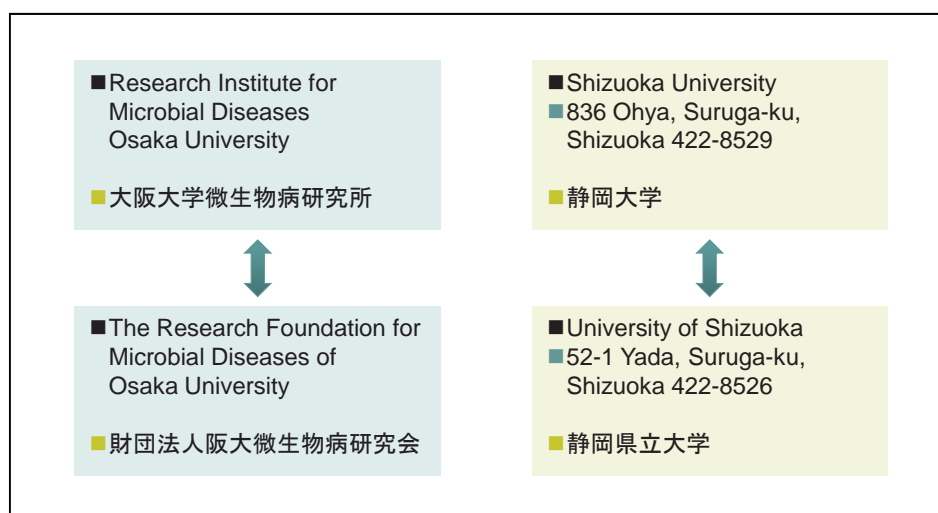 Research Institute for
Microbial Diseases
Osaka University
大阪大学微生物病研究所
The Research Foundation for
Microbial Diseases of
Osaka University
財団法人阪大微生物病研究会
Shizuoka University
836 Ohya, Suruga-ku,
Shizuoka 422-8529
静岡大学
University of Shizuoka
52-1 Yada, Suruga-ku,
Shizuoka 422-8526
静岡県立大学